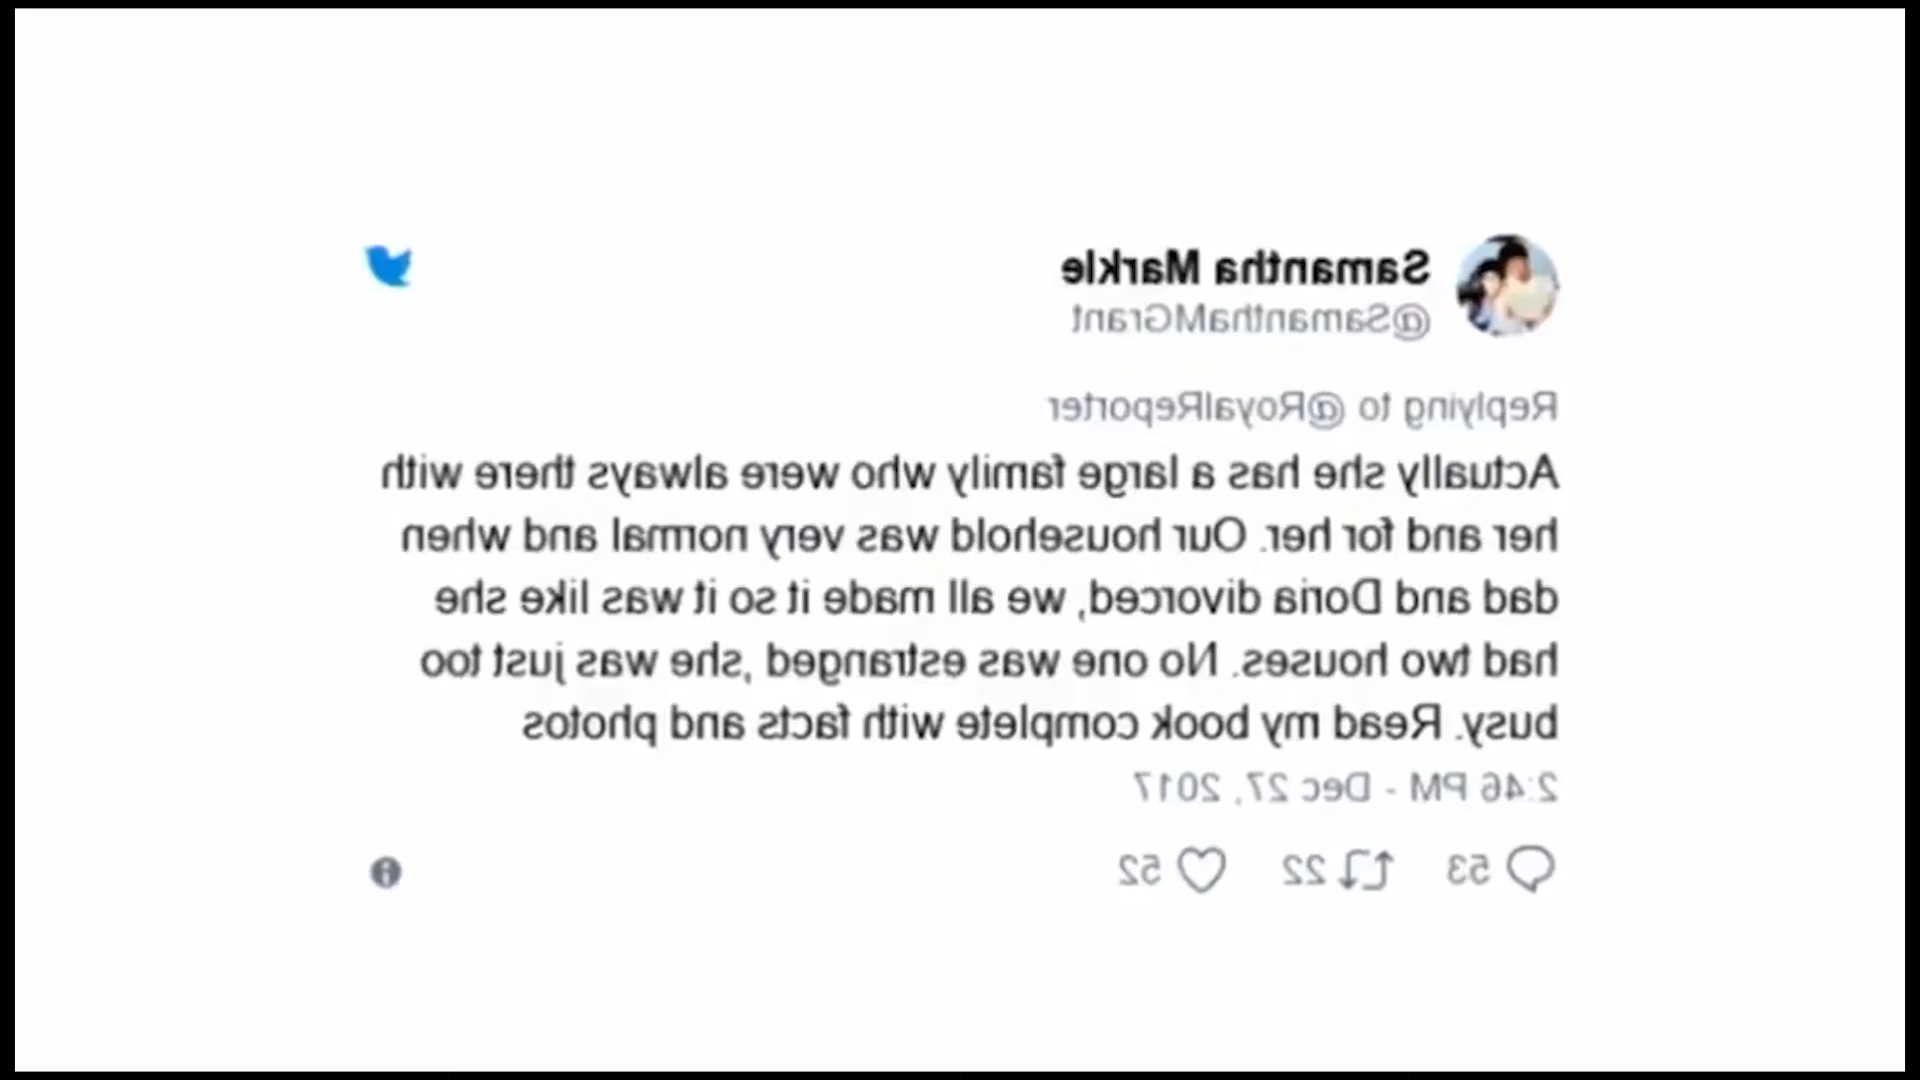 Samantha Markle
@SamanthaMGrant
Replying to @RoyalReporter
Actually she has a large family who were always there with
her and for her. Our household was very normal and when
dad and Doria divorced, we all made it so it was like she
had two houses. No one was estranged, she was just too
busy. Read my book complete with facts and photos
2:46 PM - Dec 27, 2017
53 22 52